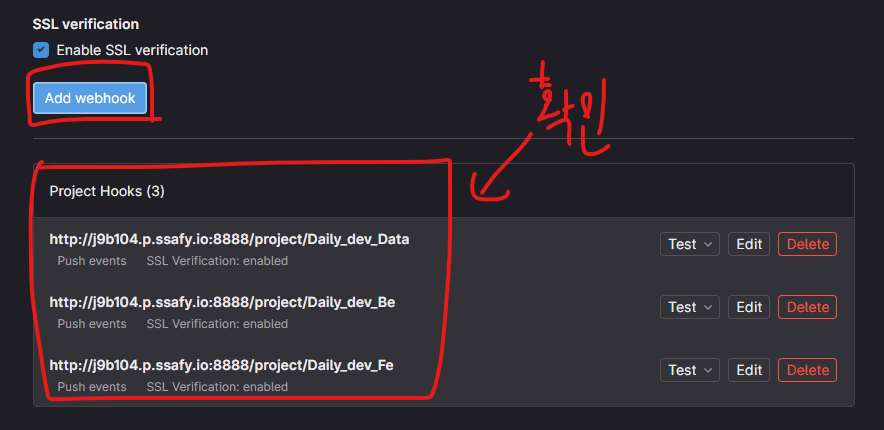 SSL verification
Enable SSL verification
Add webhook
확인
Project Hooks (3)
http://j9b104.p.ssafy.io:8888/project/Daily_dev_Data
Push events SSL Verification: enabled
Test Edit Delete
http://j9b104.p.ssafy.io:8888/project/Daily_dev_Be
Push events SSL Verification: enabled
Test Edit Delete
http://j9b104.p.ssafy.io:8888/project/Daily_dev_Fe
Push events SSL Verification: enabled
Test Edit Delete